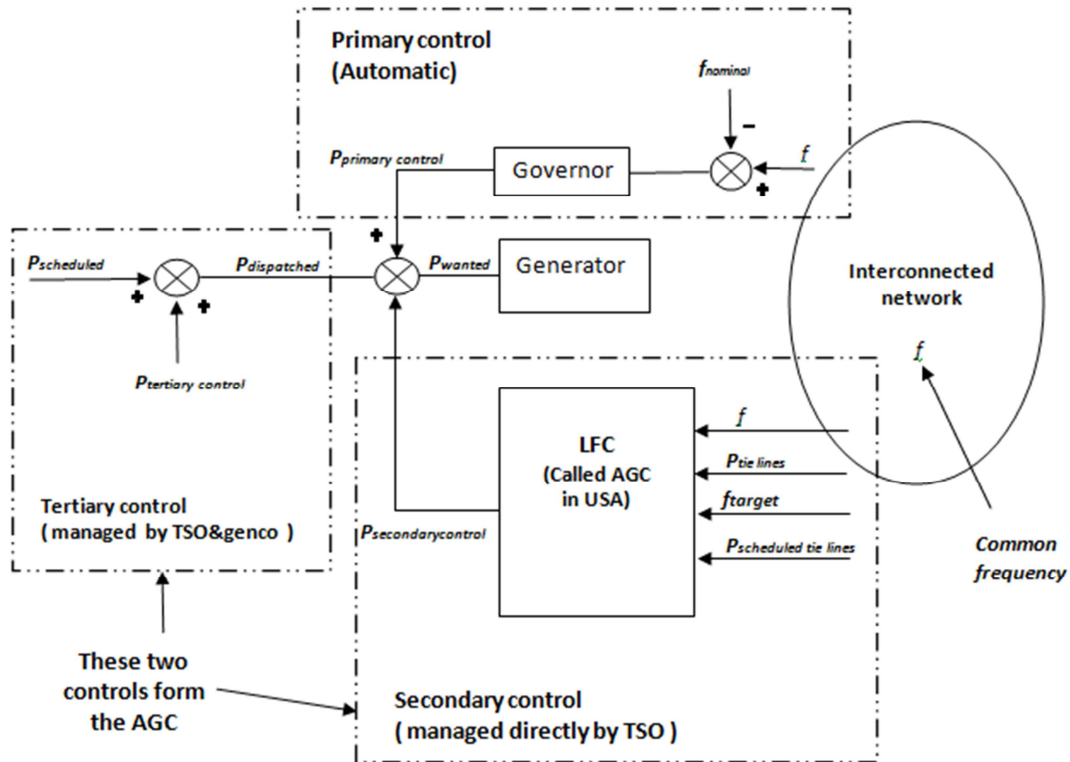 Primary control
(Automatic)
fnominal
−
Pprimary control
Governor
f
+
+
Pscheduled
Pdispatched
Pwanted
Generator
+
+
Ptertiary control
Interconnected
network
f
Tertiary control
( managed by TSO&genco )
LFC
(Called AGC
in USA)
f
Ptie lines
ftarget
Pscheduled tie lines
Psecondarycontrol
Common
frequency
These two
controls form
the AGC
Secondary control
( managed directly by TSO )